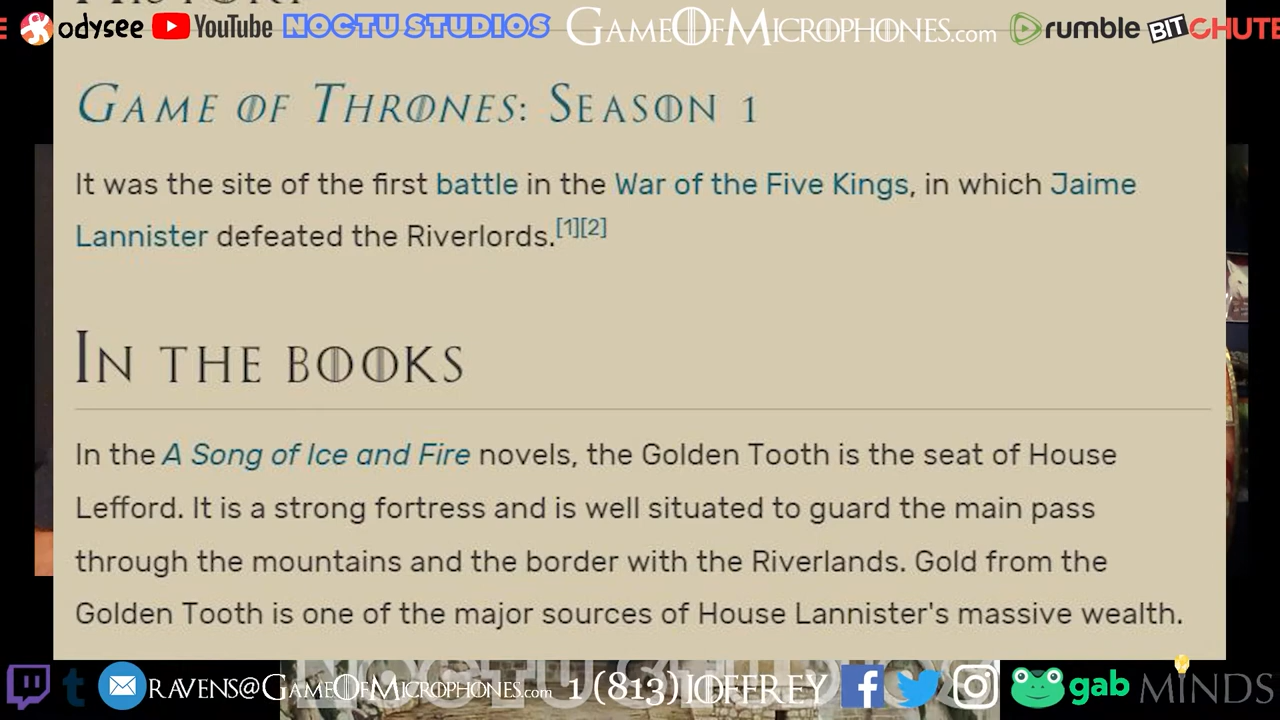 HISTORY
odysee YouTube NOCTU STUDIOS GAMEOFMICROPHONES.com rumble BITCHUTE
GAME OF THRONES: SEASON 1
It was the site of the first battle in the War of the Five Kings, in which Jaime
Lannister defeated the Riverlords.[1][2]
IN THE BOOKS
In the A Song of Ice and Fire novels, the Golden Tooth is the seat of House
Lefford. It is a strong fortress and is well situated to guard the main pass
through the mountains and the border with the Riverlands. Gold from the
Golden Tooth is one of the major sources of House Lannister's massive wealth.
NOCTU STUDIOS
RAVENS@GAMEOFMICROPHONES.com 1 (813) JOFFREY gab MINDS